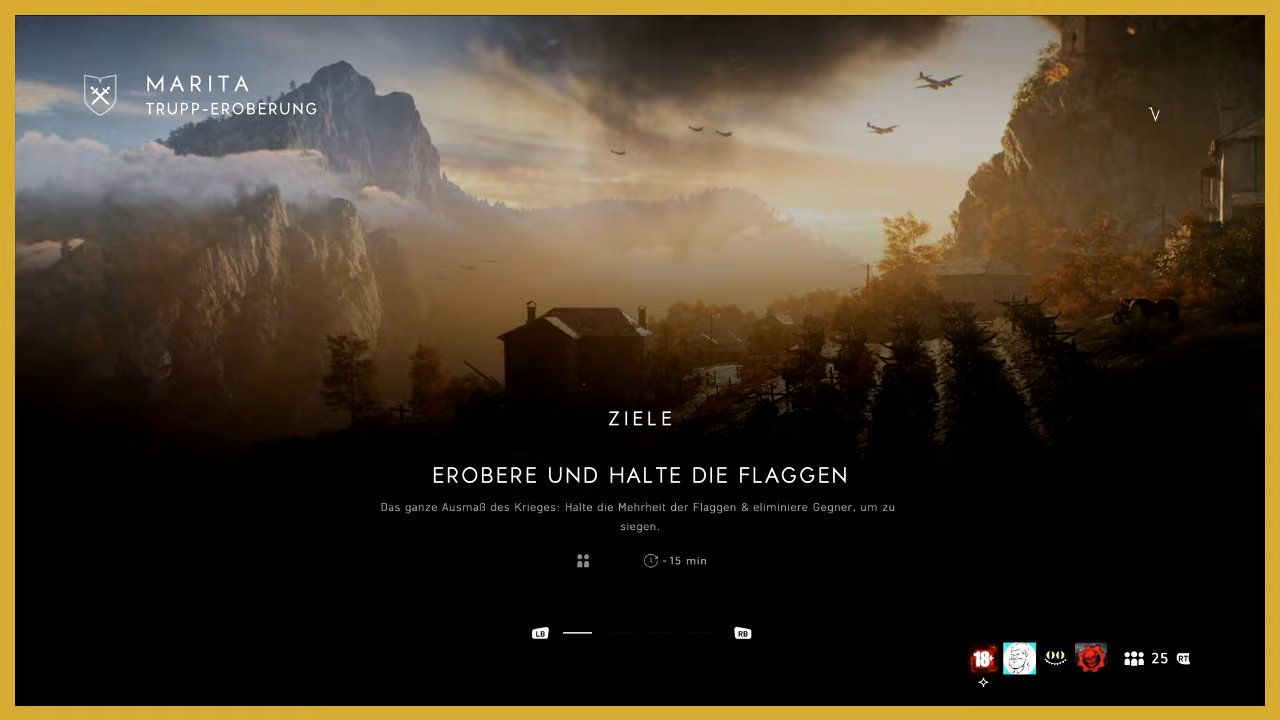 MARITA
TRUPP-EROBERUNG
V
ZIELE
EROBERE UND HALTE DIE FLAGGEN
Das ganze Ausmaß des Krieges: Halte die Mehrheit der Flaggen & eliminiere Gegner, um zu
siegen.
~15 min
LB RB
18+ 25 RT